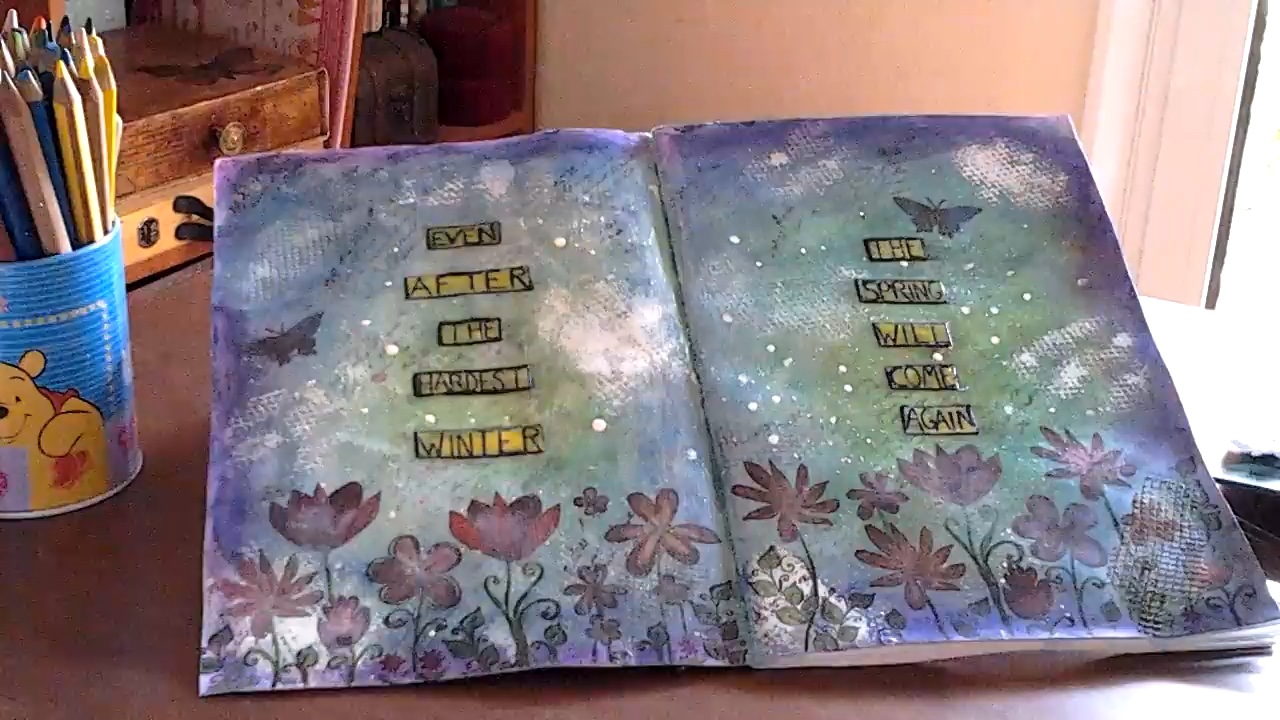 EVEN
AFTER
THE
HARDEST
WINTER
THE
SPRING
WILL
COME
AGAIN